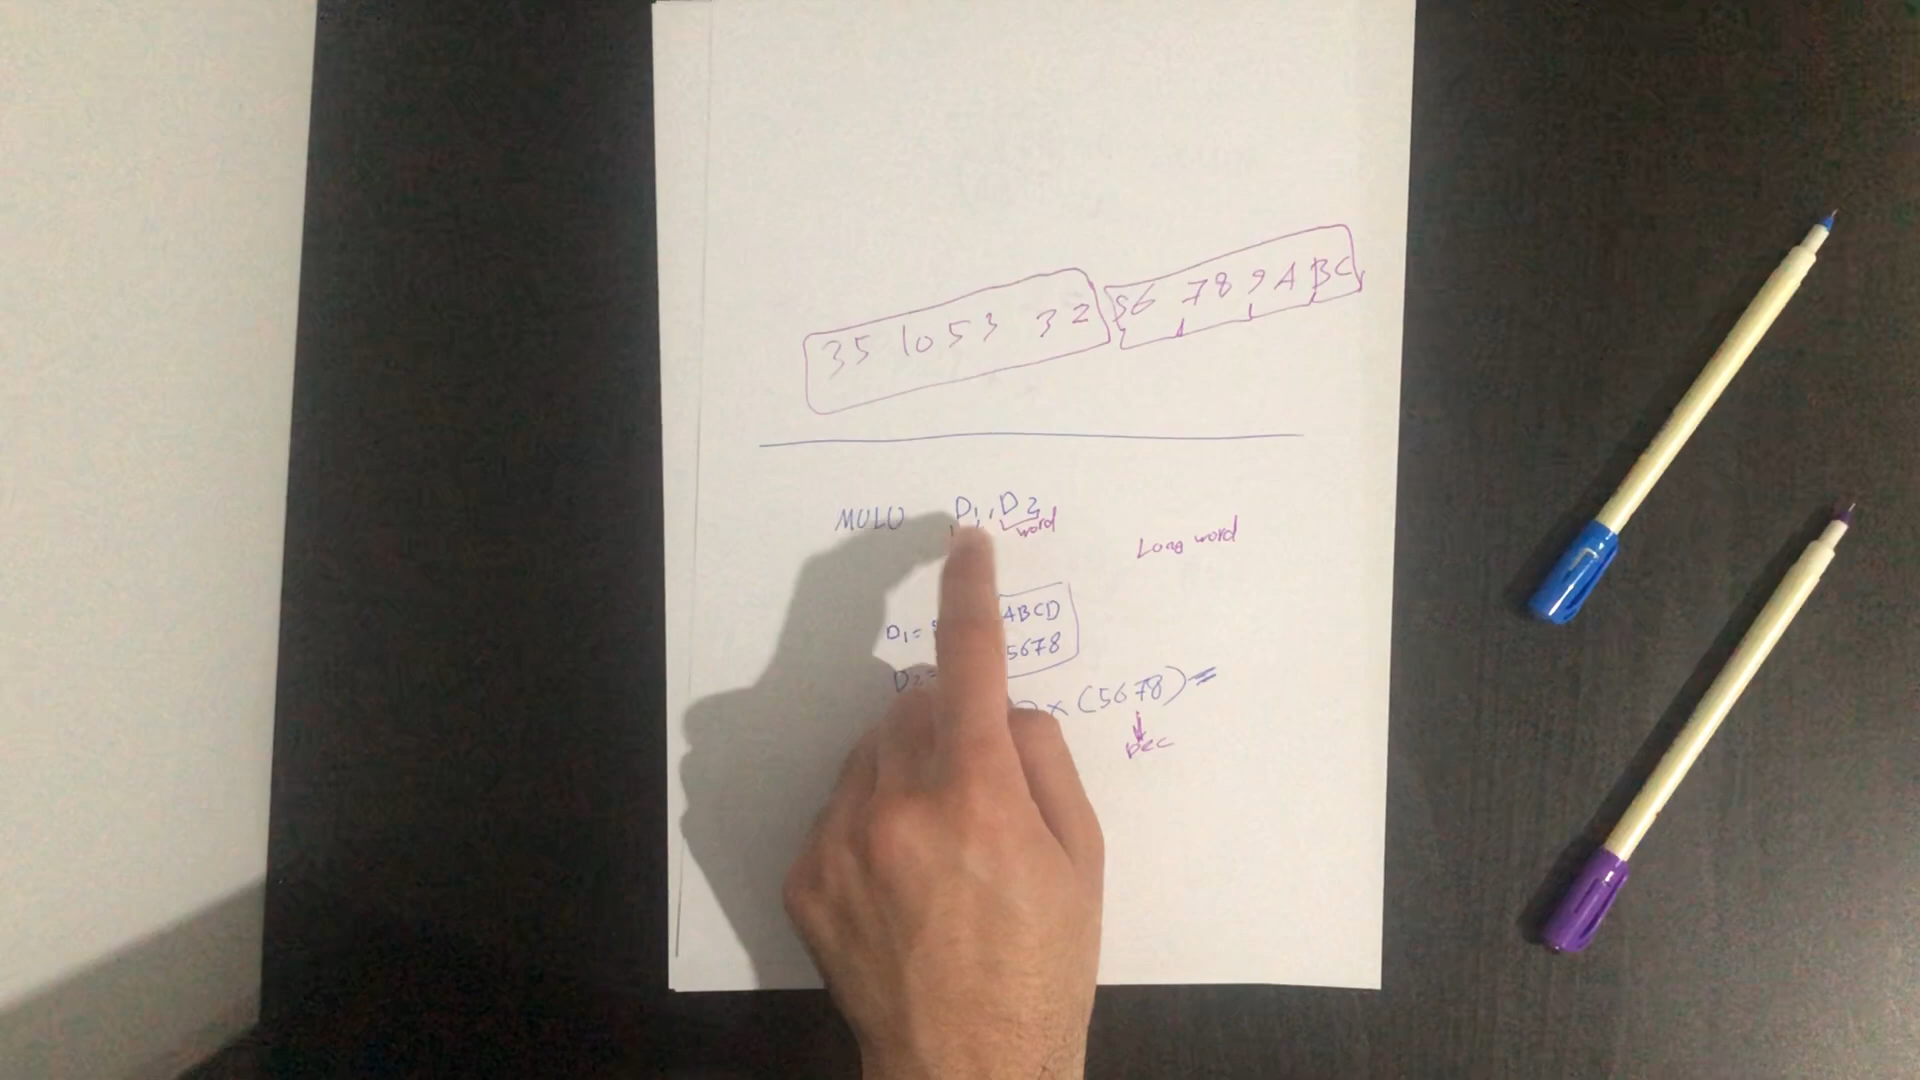 35 10 53 32 56 78 9A BC
MULU D1, D2
word
Long word
D1=
ABCD
D2=
5678
x (5678) =
Dec